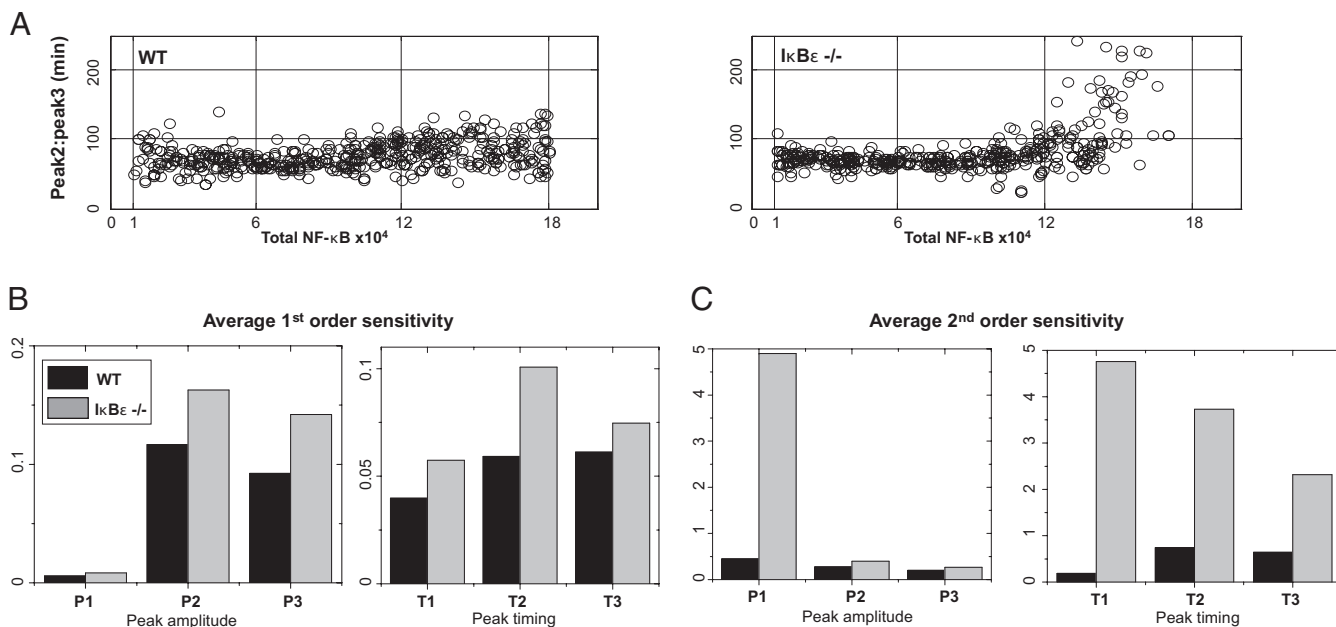 A
Peak2:peak3 (min)
200
100
0
WT
0 1 6 12 18
Total NF-κB x10⁴
200
100
0
IκBε -/-
0 1 6 12 18
Total NF-κB x10⁴
B
Average 1st order sensitivity
0.2
0.1
0
WT
IκBε -/-
P1 P2 P3
Peak amplitude
0.1
0.05
0
T1 T2 T3
Peak timing
C
Average 2nd order sensitivity
5
4
3
2
1
0
P1 P2 P3
Peak amplitude
5
4
3
2
1
0
T1 T2 T3
Peak timing